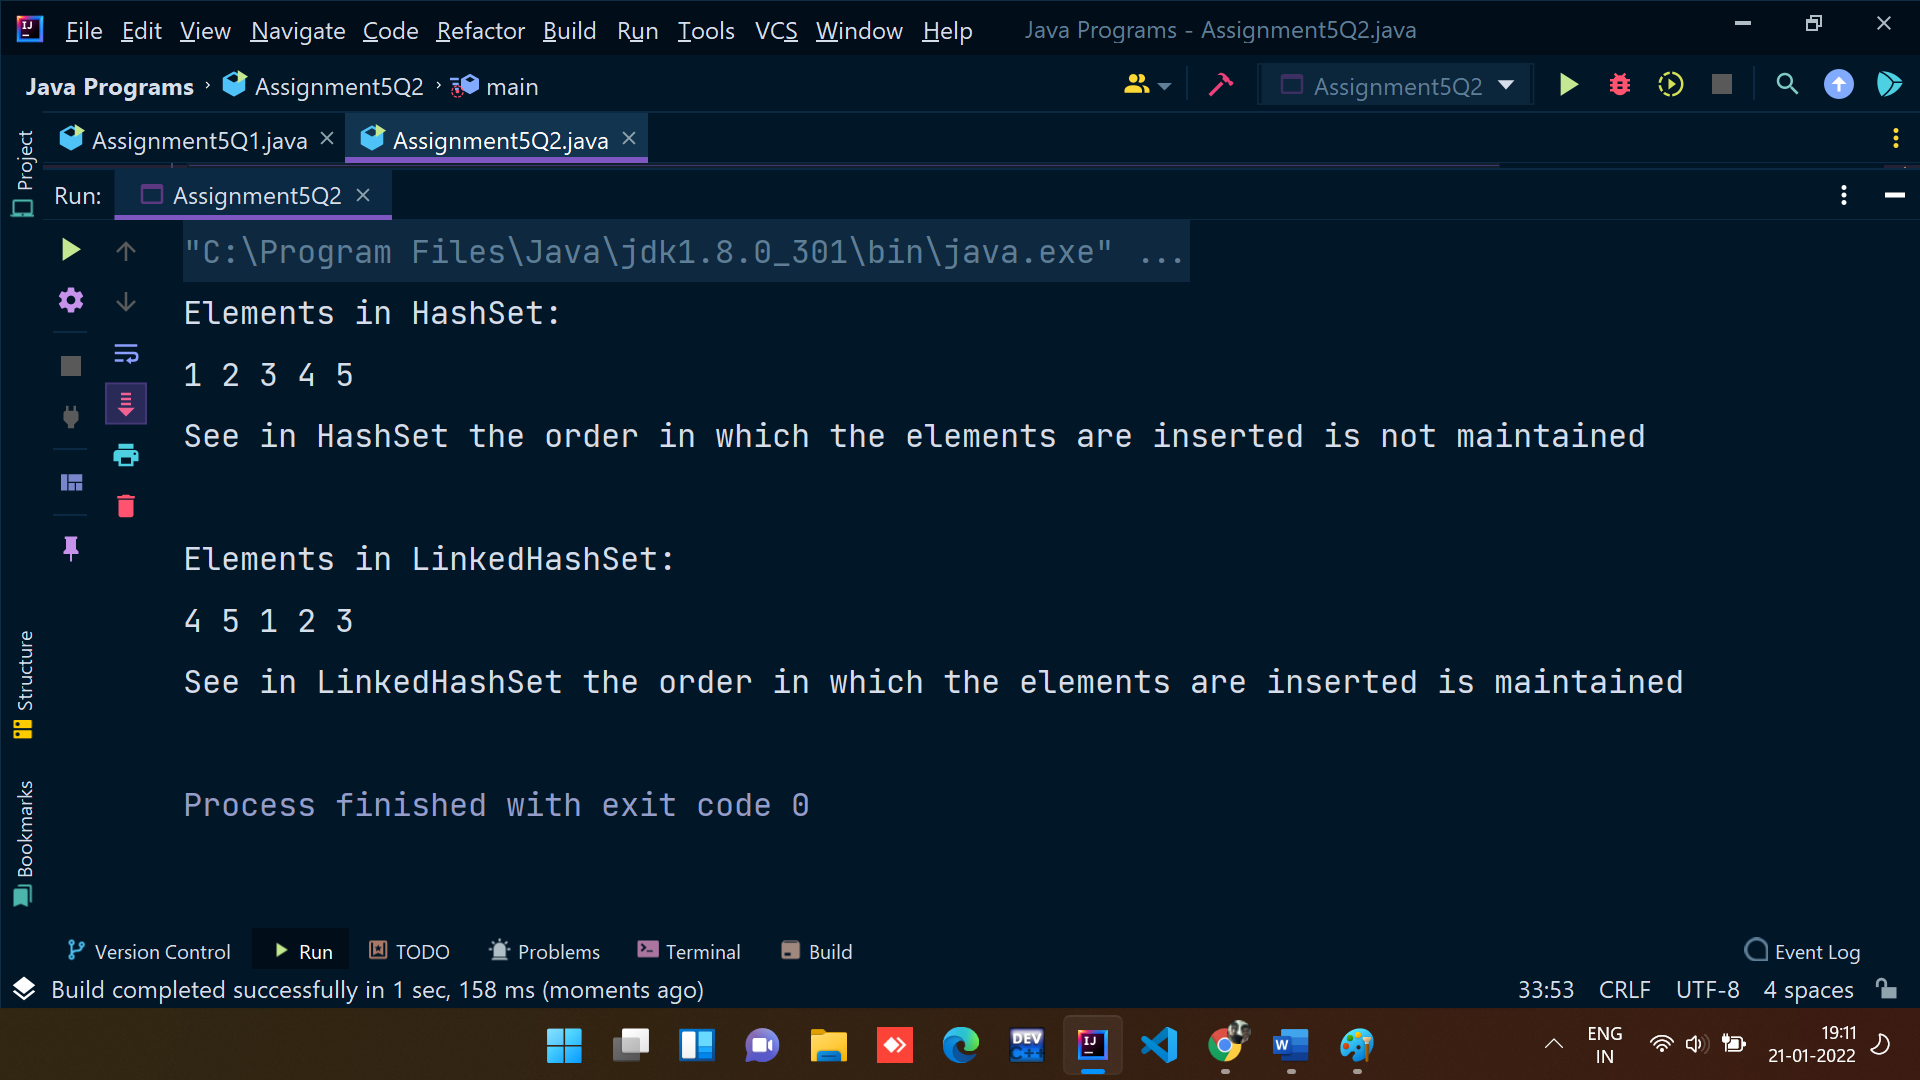 File Edit View Navigate Code Refactor Build Run Tools VCS Window Help Java Programs - Assignment5Q2.java
Java Programs › Assignment5Q2 › main Assignment5Q2
Assignment5Q1.java Assignment5Q2.java
Project
Run: Assignment5Q2
"C:\Program Files\Java\jdk1.8.0_301\bin\java.exe" ...
Elements in HashSet:
1 2 3 4 5
See in HashSet the order in which the elements are inserted is not maintained
Elements in LinkedHashSet:
4 5 1 2 3
See in LinkedHashSet the order in which the elements are inserted is maintained
Process finished with exit code 0
Structure
Bookmarks
Version Control Run TODO Problems Terminal Build Event Log
Build completed successfully in 1 sec, 158 ms (moments ago) 33:53 CRLF UTF-8 4 spaces
DEV
C++
IJ
W
ENG
IN
19:11
21-01-2022